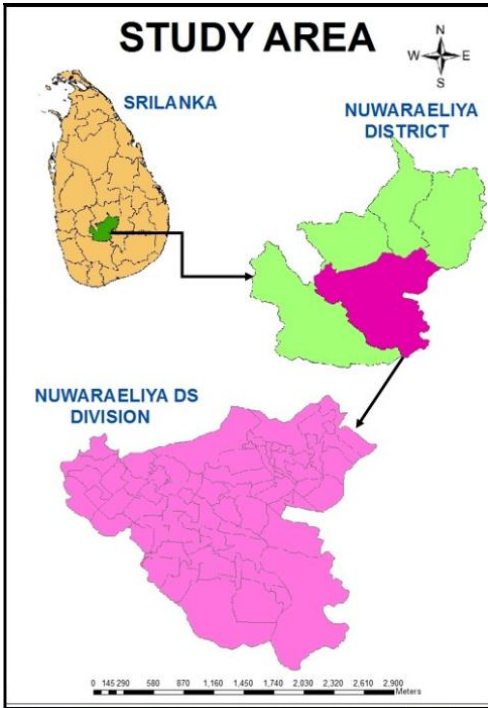 STUDY AREA
N
W E
S
SRILANKA
NUWARAELIYA
DISTRICT
NUWARAELIYA DS
DIVISION
0 145 290 580 870 1,160 1,450 1,740 2,030 2,320 2,610 2,900
Meters